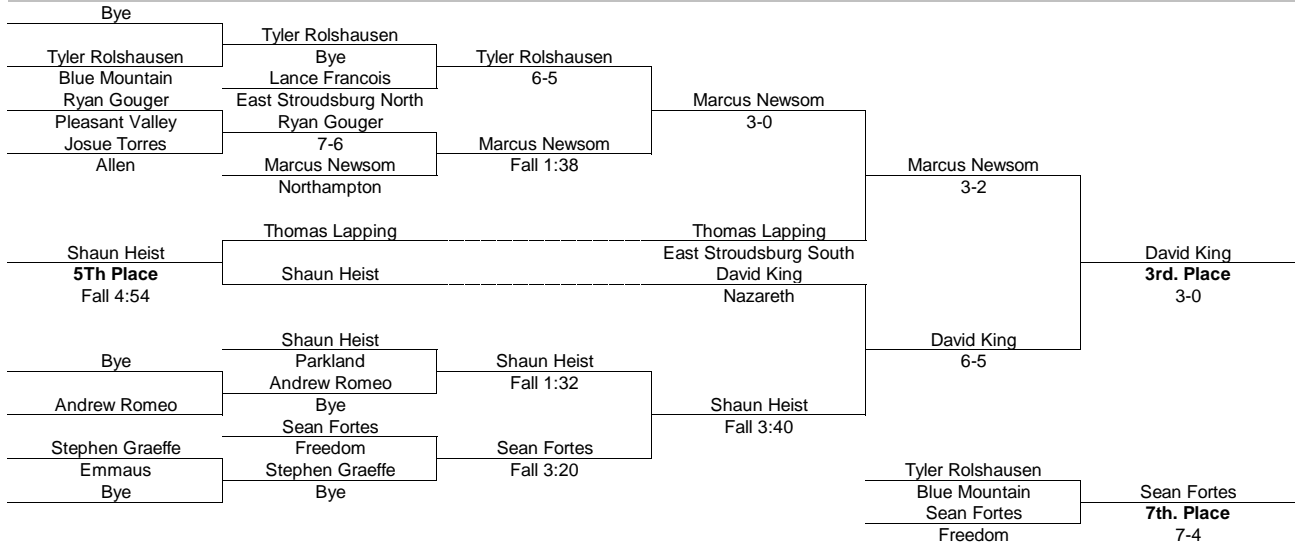 Bye
Tyler Rolshausen
Tyler Rolshausen Bye Tyler Rolshausen
Blue Mountain Lance Francois 6-5
Ryan Gouger East Stroudsburg North Marcus Newsom
Pleasant Valley Ryan Gouger 3-0
Josue Torres 7-6 Marcus Newsom
Allen Marcus Newsom Fall 1:38 Marcus Newsom
Northampton 3-2
Thomas Lapping Thomas Lapping
Shaun Heist East Stroudsburg South David King
5Th Place Shaun Heist David King 3rd. Place
Fall 4:54 Nazareth 3-0
Shaun Heist David King
Bye Parkland Shaun Heist 6-5
Andrew Romeo Fall 1:32
Andrew Romeo Bye Shaun Heist
Sean Fortes Fall 3:40
Stephen Graeffe Freedom Sean Fortes
Emmaus Stephen Graeffe Fall 3:20 Tyler Rolshausen
Bye Bye Blue Mountain Sean Fortes
Sean Fortes 7th. Place
Freedom 7-4